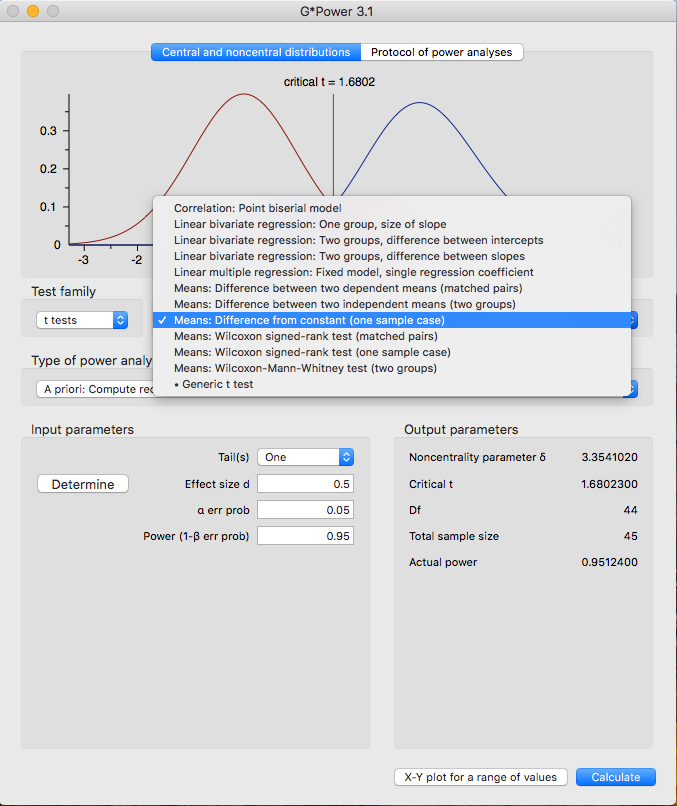 G*Power 3.1
Central and noncentral distributions Protocol of power analyses
critical t = 1.6802
0.3
0.2
0.1
0
-3 -2
Correlation: Point biserial model
Linear bivariate regression: One group, size of slope
Linear bivariate regression: Two groups, difference between intercepts
Linear bivariate regression: Two groups, difference between slopes
Linear multiple regression: Fixed model, single regression coefficient
Means: Difference between two dependent means (matched pairs)
Means: Difference between two independent means (two groups)
✓ Means: Difference from constant (one sample case)
Means: Wilcoxon signed-rank test (matched pairs)
Means: Wilcoxon signed-rank test (one sample case)
Means: Wilcoxon-Mann-Whitney test (two groups)
• Generic t test
Test family
t tests
Type of power analy
A priori: Compute rec
Input parameters
Tail(s) One
Determine Effect size d 0.5
α err prob 0.05
Power (1-β err prob) 0.95
Output parameters
Noncentrality parameter δ 3.3541020
Critical t 1.6802300
Df 44
Total sample size 45
Actual power 0.9512400
X-Y plot for a range of values Calculate